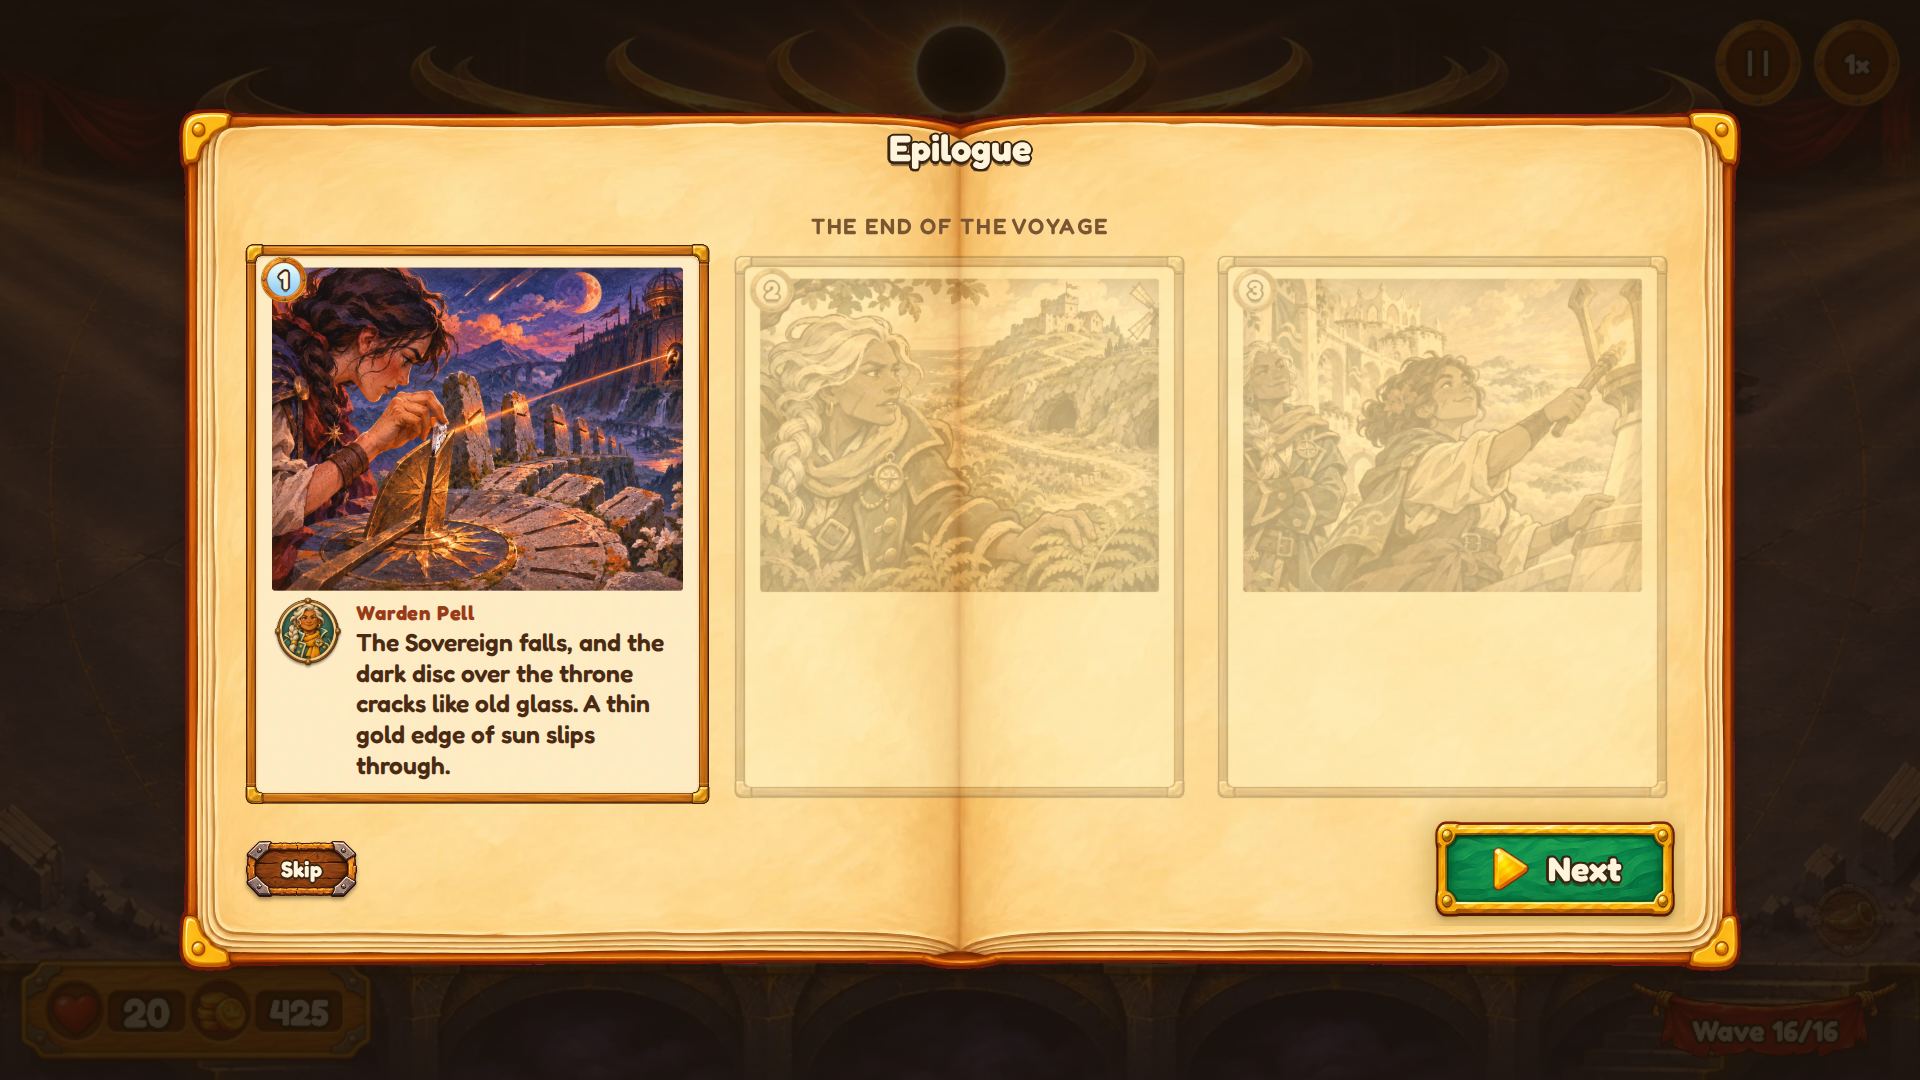 1x
Epilogue
THE END OF THE VOYAGE
1
2
3
Warden Pell
The Sovereign falls, and the
dark disc over the throne
cracks like old glass. A thin
gold edge of sun slips
through.
Skip
Next
20
425
Wave 16/16